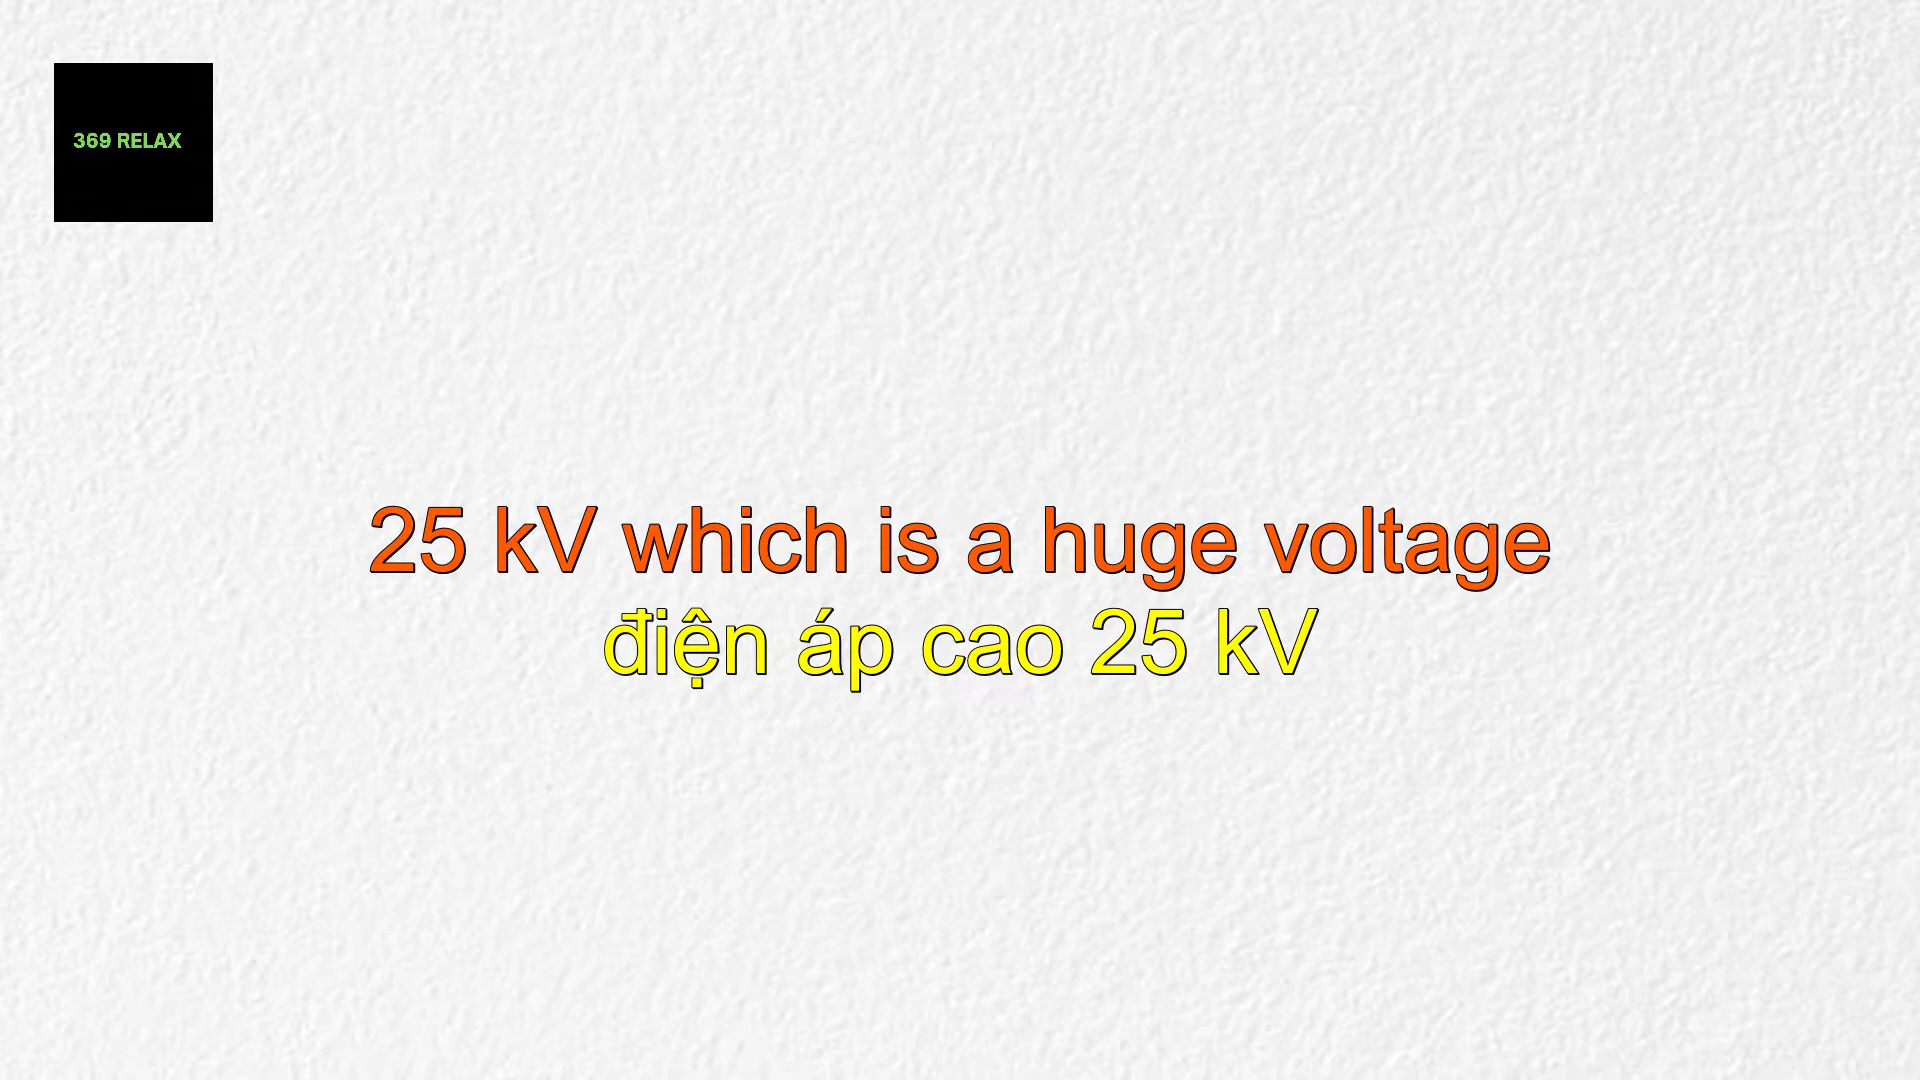 369 RELAX
25 kV which is a huge voltage
điện áp cao 25 kV